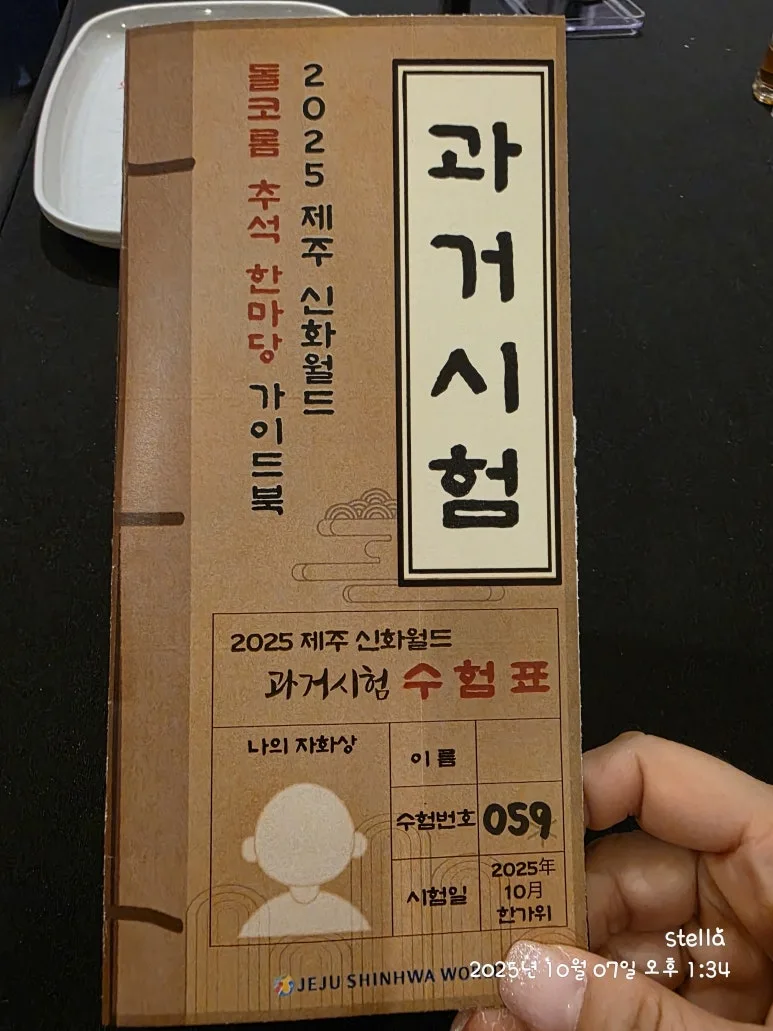 과거시험
2025 제주 신화월드
돌코롬 추석 한마당 가이드북
2025 제주 신화월드
과거시험 수험표
나의 자화상
이름
수험번호
059
시험일
2025年
10月
한가위
JEJU SHINHWA WO
stella
2025년 10월 07일 오후 1:34